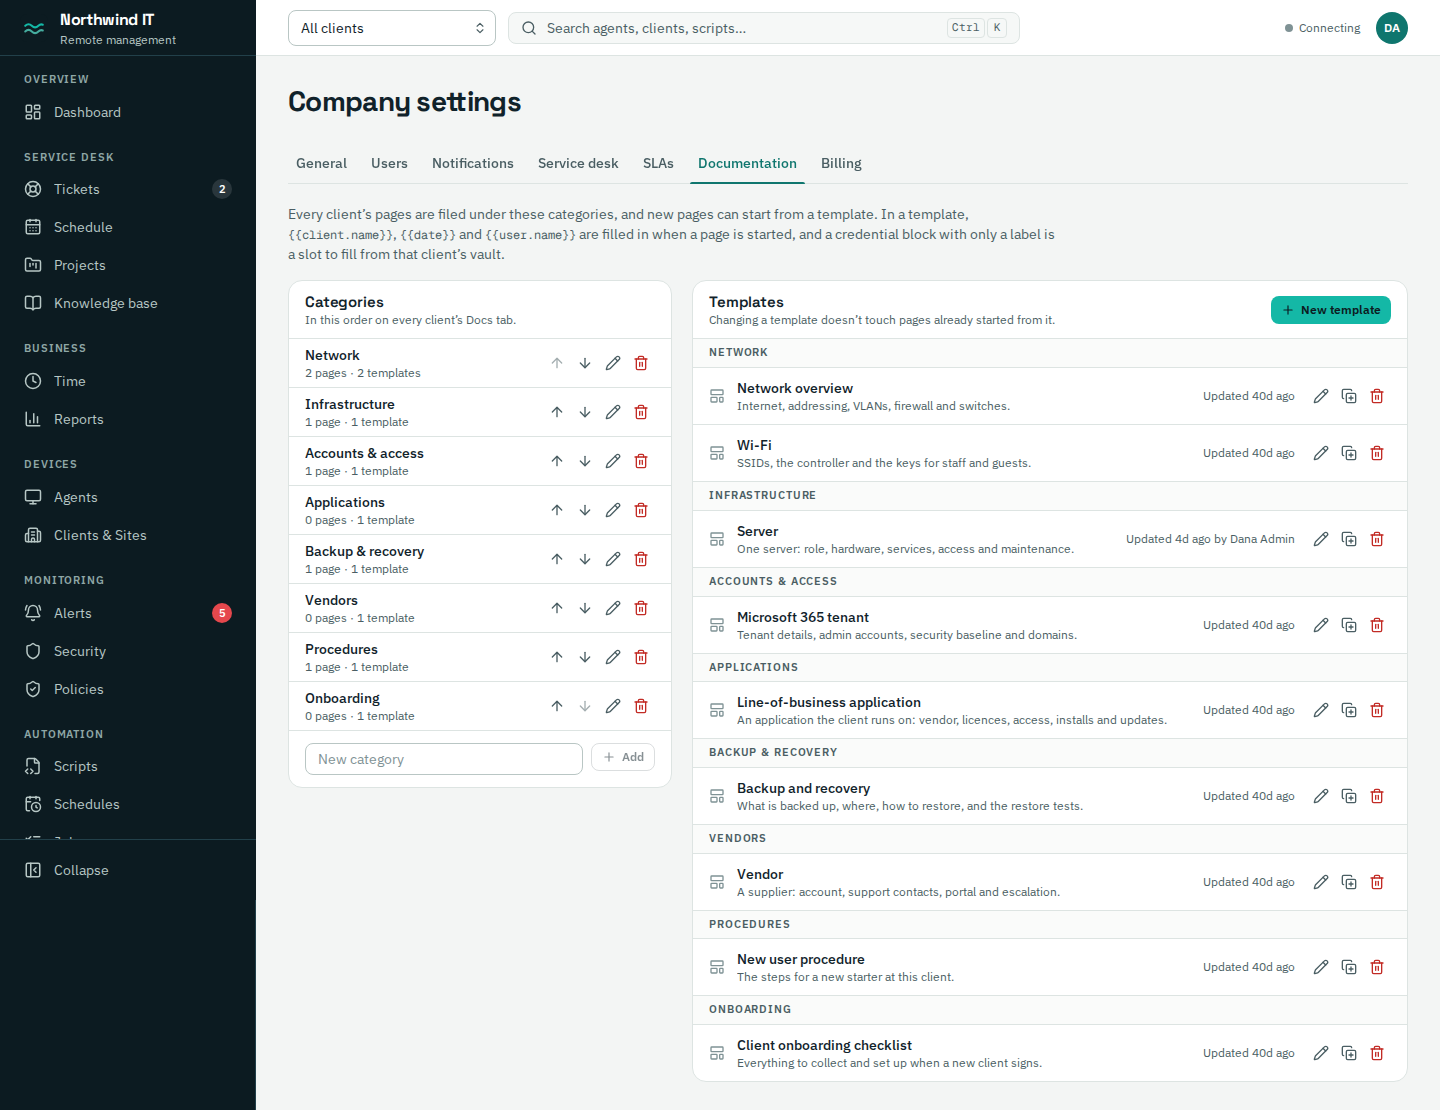 Northwind IT
Remote management
All clients
Search agents, clients, scripts...
Ctrl K
Connecting
DA
OVERVIEW
Dashboard
SERVICE DESK
Tickets 2
Schedule
Projects
Knowledge base
BUSINESS
Time
Reports
DEVICES
Agents
Clients & Sites
MONITORING
Alerts 5
Security
Policies
AUTOMATION
Scripts
Schedules
Collapse
Company settings
General Users Notifications Service desk SLAs Documentation Billing
Every client’s pages are filed under these categories, and new pages can start from a template. In a template,
{{client.name}}, {{date}} and {{user.name}} are filled in when a page is started, and a credential block with only a label is
a slot to fill from that client’s vault.
Categories
In this order on every client’s Docs tab.
Network
2 pages · 2 templates
Infrastructure
1 page · 1 template
Accounts & access
1 page · 1 template
Applications
0 pages · 1 template
Backup & recovery
1 page · 1 template
Vendors
0 pages · 1 template
Procedures
1 page · 1 template
Onboarding
0 pages · 1 template
New category
Add
Templates
Changing a template doesn’t touch pages already started from it.
New template
NETWORK
Network overview
Internet, addressing, VLANs, firewall and switches.
Updated 40d ago
Wi-Fi
SSIDs, the controller and the keys for staff and guests.
Updated 40d ago
INFRASTRUCTURE
Server
One server: role, hardware, services, access and maintenance.
Updated 4d ago by Dana Admin
ACCOUNTS & ACCESS
Microsoft 365 tenant
Tenant details, admin accounts, security baseline and domains.
Updated 40d ago
APPLICATIONS
Line-of-business application
An application the client runs on: vendor, licences, access, installs and updates.
Updated 40d ago
BACKUP & RECOVERY
Backup and recovery
What is backed up, where, how to restore, and the restore tests.
Updated 40d ago
VENDORS
Vendor
A supplier: account, support contacts, portal and escalation.
Updated 40d ago
PROCEDURES
New user procedure
The steps for a new starter at this client.
Updated 40d ago
ONBOARDING
Client onboarding checklist
Everything to collect and set up when a new client signs.
Updated 40d ago